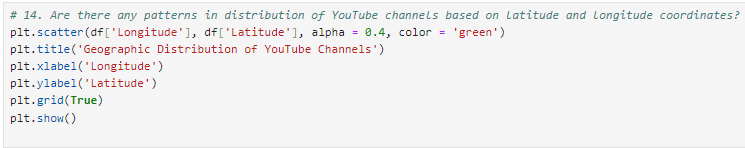 # 14. Are there any patterns in distribution of YouTube channels based on latitude and longitude coordinates?
plt.scatter(df['Longitude'], df['Latitude'], alpha = 0.4, color = 'green')
plt.title('Geographic Distribution of YouTube Channels')
plt.xlabel('Longitude')
plt.ylabel('Latitude')
plt.grid(True)
plt.show()